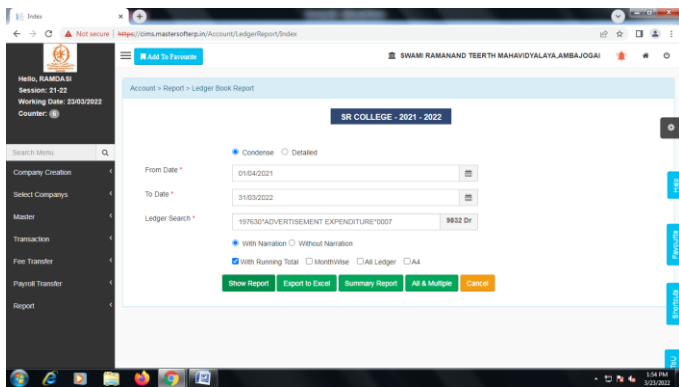 Index
Not secure | https://cims.mastersofterp.in/Account/LedgerReport/Index
Add To Favourite
SWAMI RAMANAND TEERTH MAHAVIDYALAYA,AMBAJOGAI
Hello, RAMDASI
Session: 21-22
Working Date: 23/03/2022
Counter: 6
Search Menu
Company Creation
Select Companys
Master
Transaction
Fee Transfer
Payroll Transfer
Report
Account > Report > Ledger Book Report
SR COLLEGE - 2021 - 2022
Condense Detailed
From Date * 01/04/2021
To Date * 31/03/2022
Ledger Search * 197630*ADVERTISEMENT EXPENDITURE*0007 9832 Dr
With Narration Without Narration
With Running Total MonthWise All Ledger A4
Show Report Export to Excel Summary Report All & Multiple Cancel
Help
Favourite
Shortcuts
1:54 PM
3/23/2022